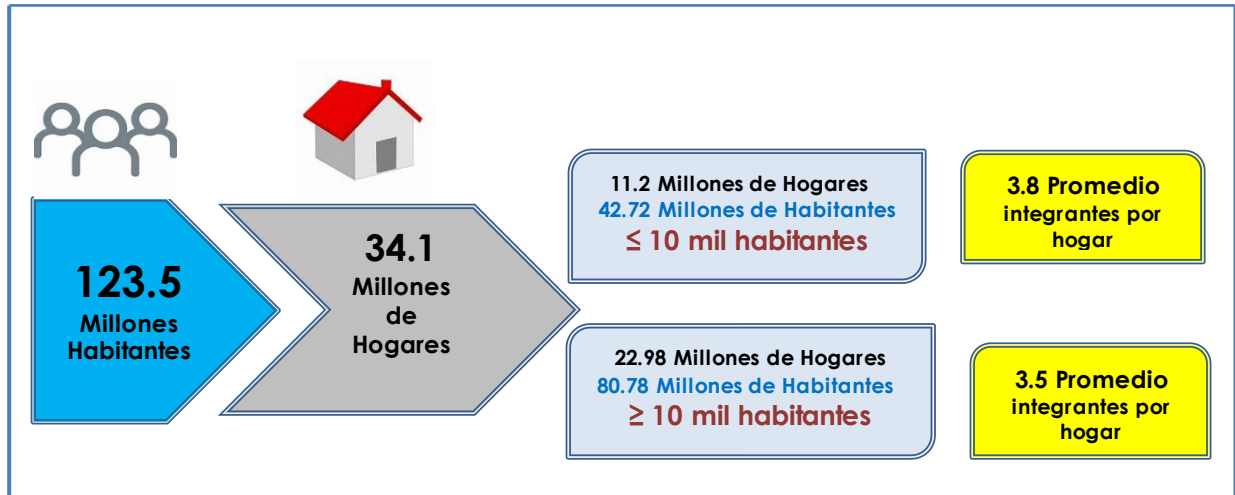 123.5
Millones
Habitantes
34.1
Millones
de
Hogares
11.2 Millones de Hogares
42.72 Millones de Habitantes
≤ 10 mil habitantes
3.8 Promedio
integrantes por
hogar
22.98 Millones de Hogares
80.78 Millones de Habitantes
≥ 10 mil habitantes
3.5 Promedio
integrantes por
hogar